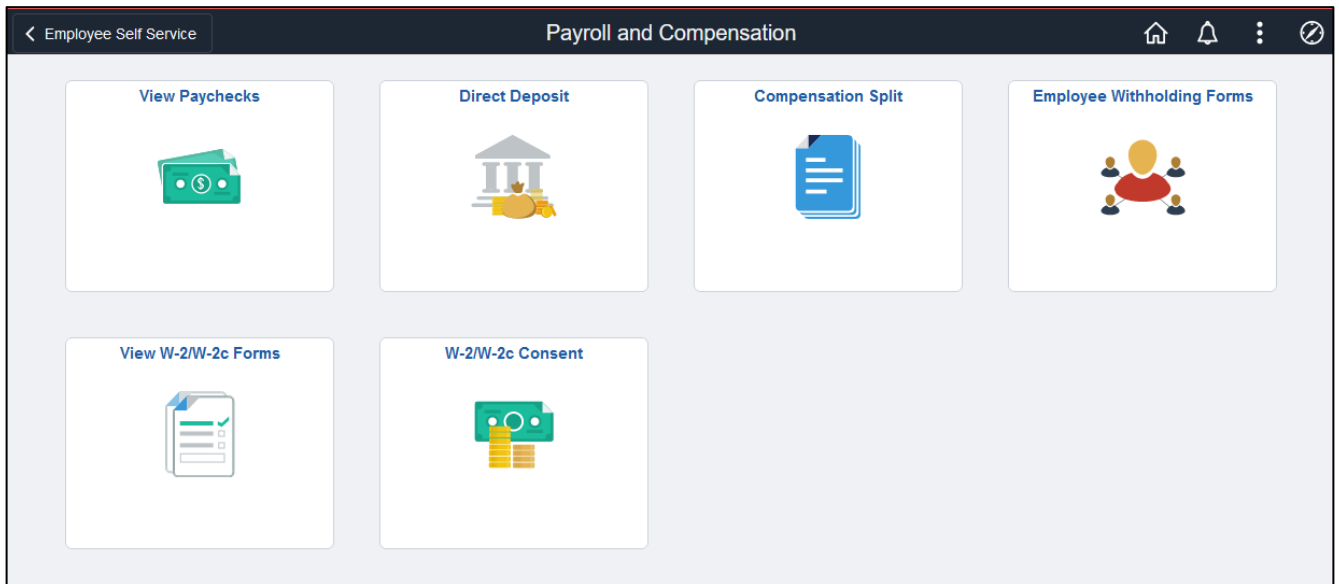 Employee Self Service
Payroll and Compensation
View Paychecks
Direct Deposit
Compensation Split
Employee Withholding Forms
$
View W-2/W-2c Forms
W-2/W-2c Consent